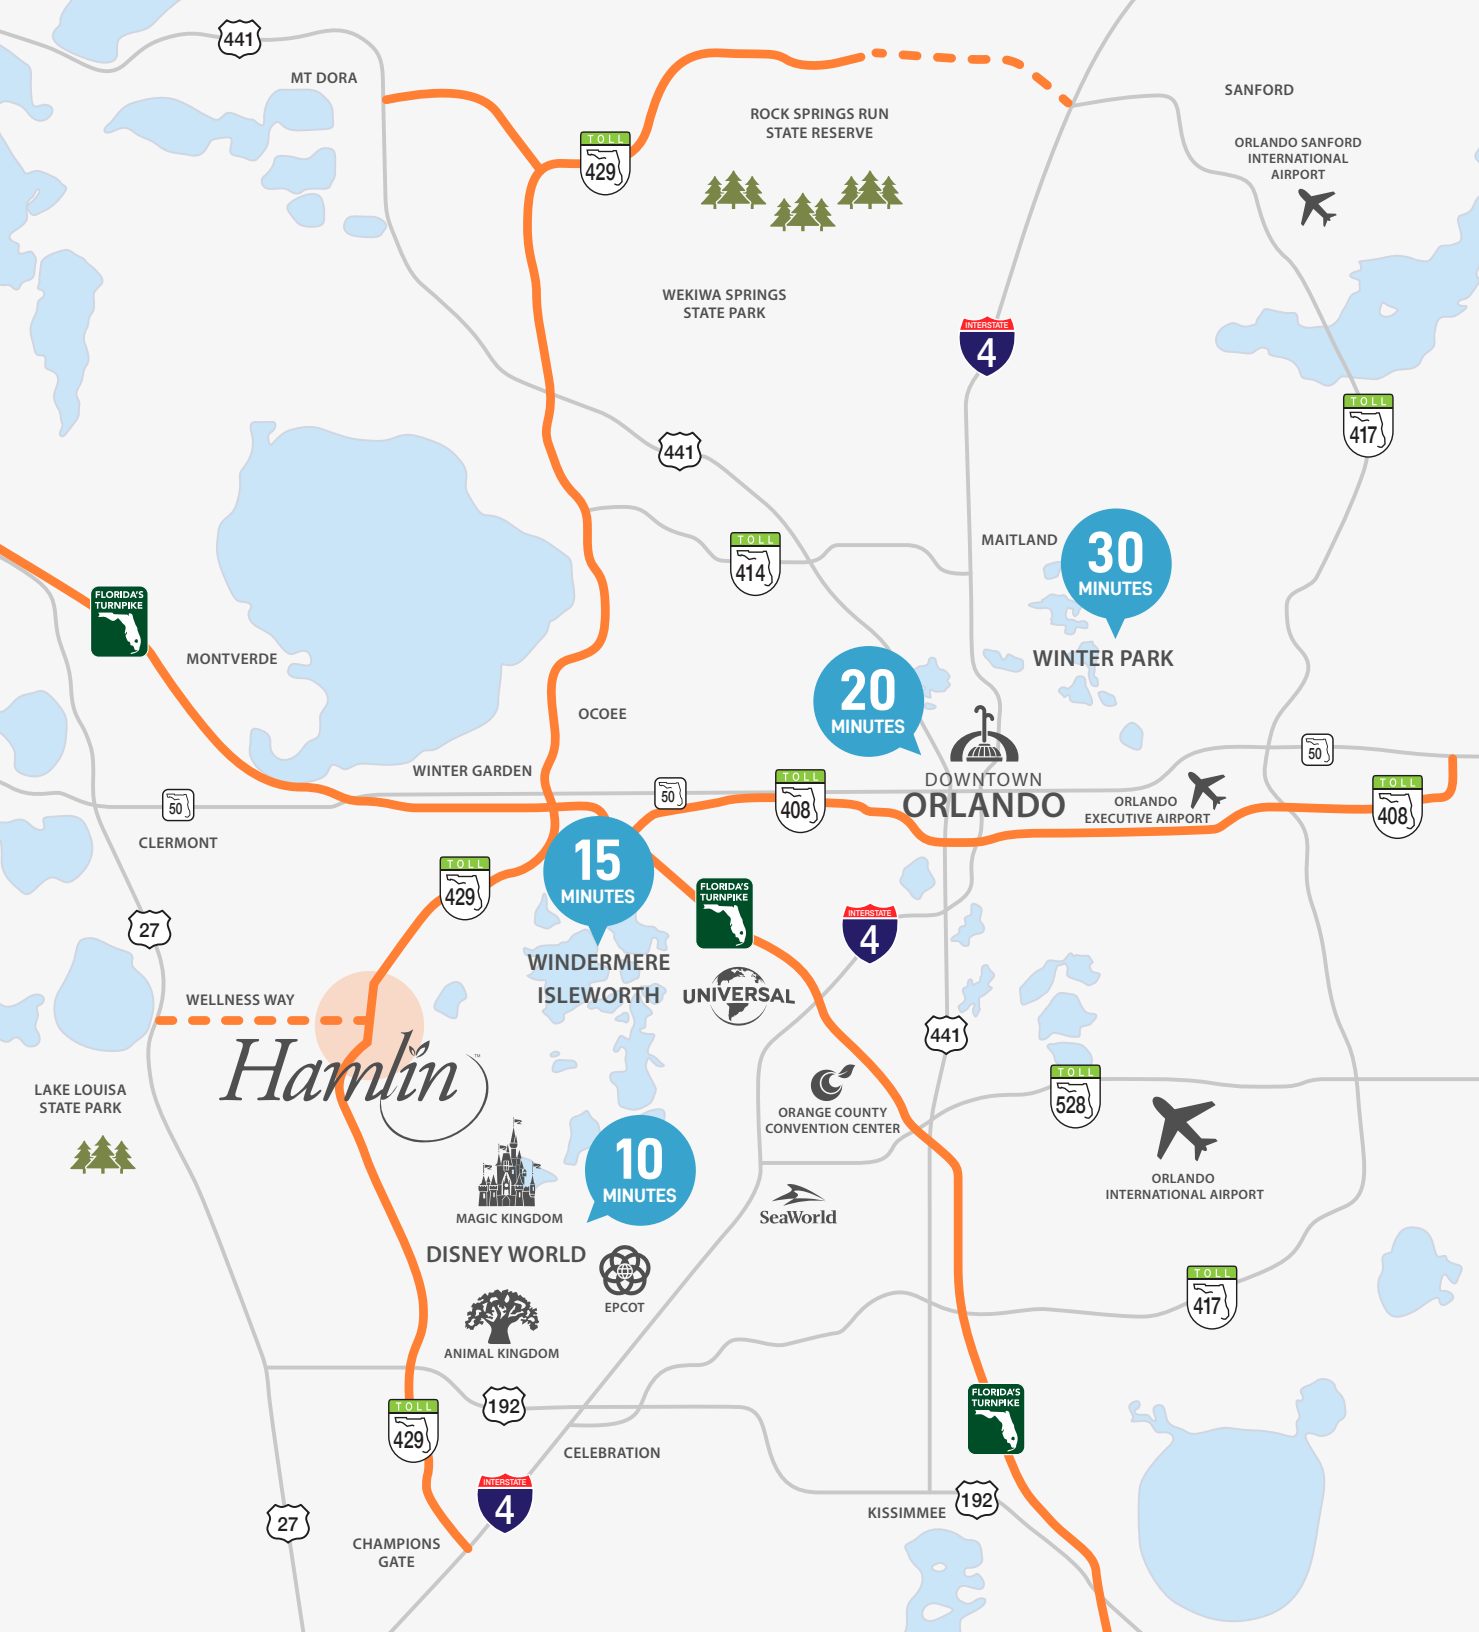 441
MT DORA
TOLL
429
ROCK SPRINGS RUN
STATE RESERVE
SANFORD
ORLANDO SANFORD
INTERNATIONAL
AIRPORT
WEKIWA SPRINGS
STATE PARK
INTERSTATE
4
TOLL
417
441
TOLL
414
MAITLAND
30
MINUTES
WINTER PARK
FLORIDA'S
TURNPIKE
MONTVERDE
20
MINUTES
OCOEE
WINTER GARDEN
50
DOWNTOWN
ORLANDO
50
50
TOLL
408
ORLANDO
EXECUTIVE AIRPORT
TOLL
408
CLERMONT
15
MINUTES
TOLL
429
FLORIDA'S
TURNPIKE
27
INTERSTATE
4
WINDERMERE
ISLEWORTH
UNIVERSAL
WELLNESS WAY
Hamlin™
441
LAKE LOUISA
STATE PARK
ORANGE COUNTY
CONVENTION CENTER
TOLL
528
10
MINUTES
ORLANDO
INTERNATIONAL AIRPORT
MAGIC KINGDOM
SeaWorld
DISNEY WORLD
EPCOT
TOLL
417
ANIMAL KINGDOM
192
TOLL
429
FLORIDA'S
TURNPIKE
CELEBRATION
INTERSTATE
4
192
KISSIMMEE
27
CHAMPIONS
GATE